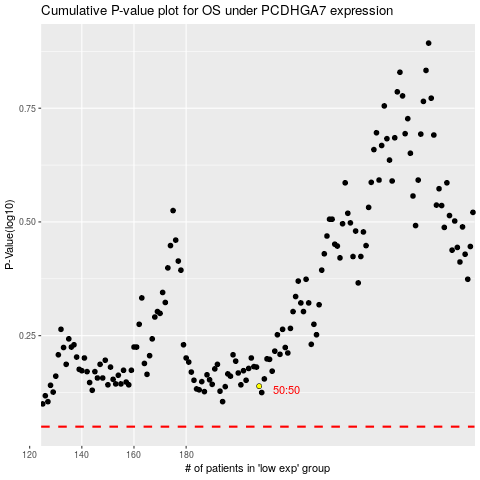 Cumulative P-value plot for OS under PCDHGA7 expression
P-Value(log10)
0.75
0.50
0.25
50:50
120 140 160 180
# of patients in 'low exp' group